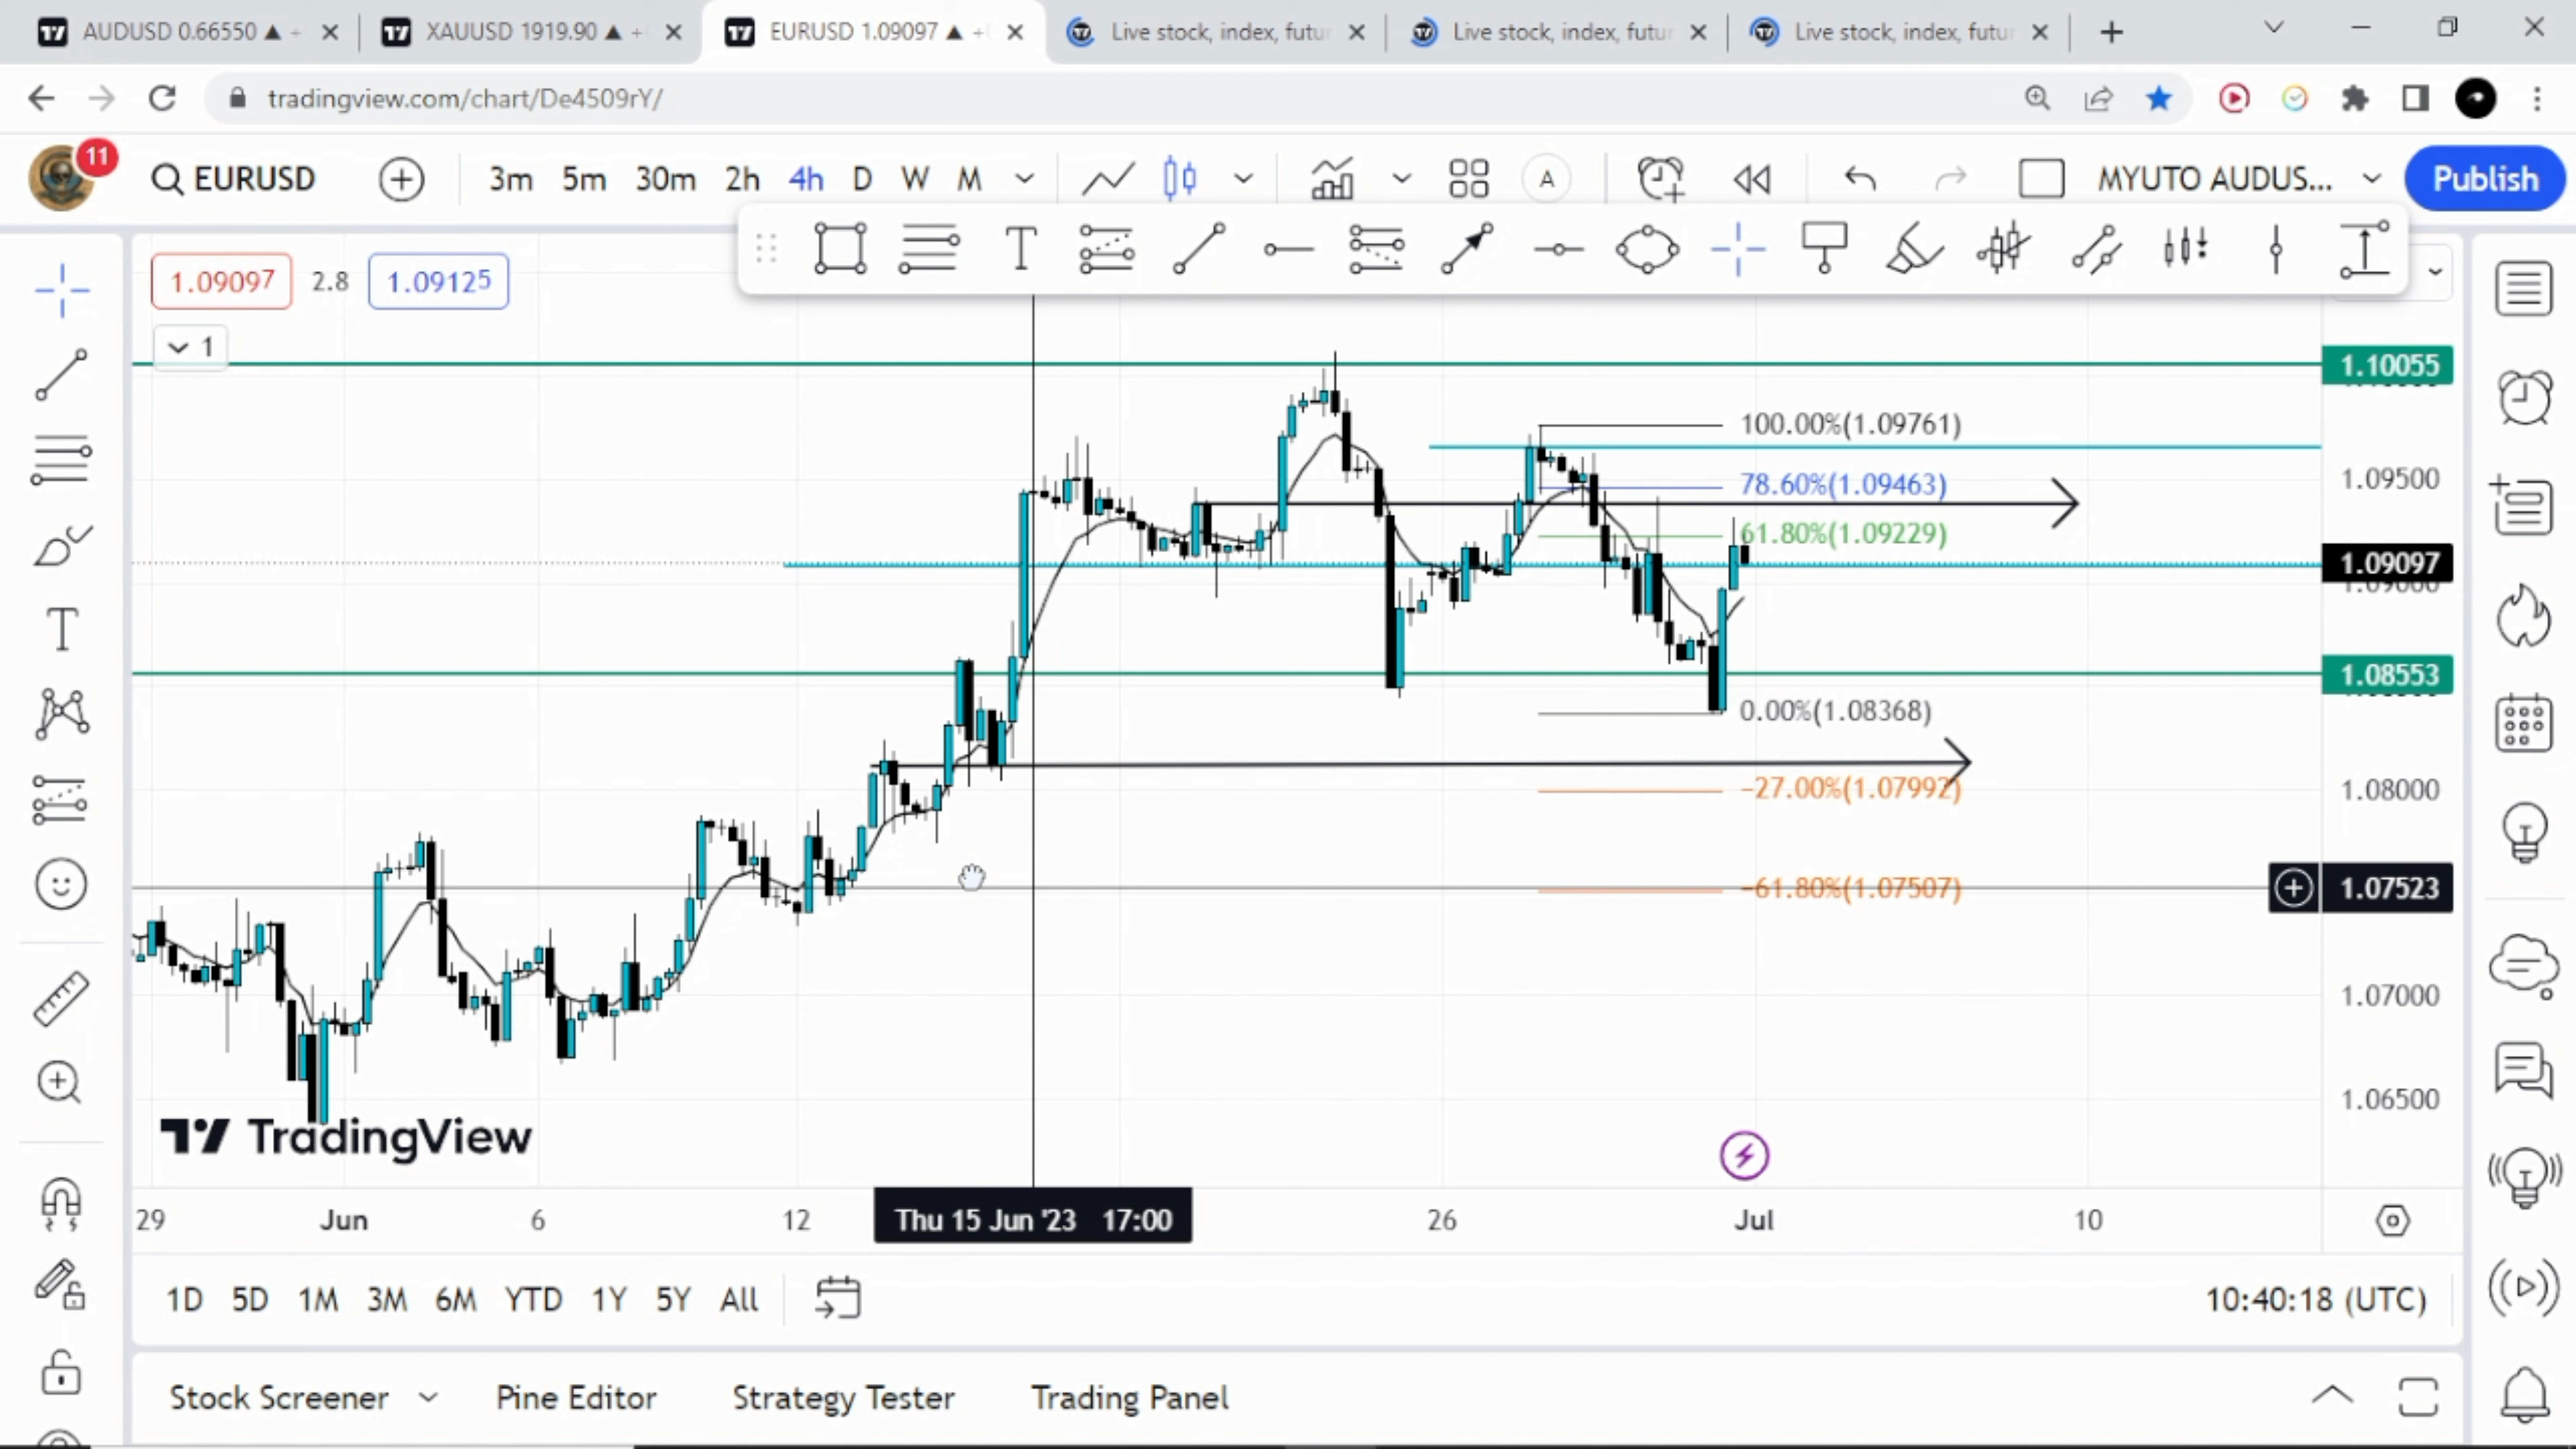 AUDUSD 0.66550 ▲ +
XAUUSD 1919.90 ▲ +
EURUSD 1.09097 ▲ +
Live stock, index, futur
Live stock, index, futur
Live stock, index, futur
tradingview.com/chart/De4509rY/
11
EURUSD
3m 5m 30m 2h 4h D W M
A
MYUTO AUDUS...
Publish
T
1.09097 2.8 1.09125
1
1.10055
100.00%(1.09761)
78.60%(1.09463)
1.09500
61.80%(1.09229)
1.09097
1.08553
0.00%(1.08368)
-27.00%(1.07992)
1.08000
-61.80%(1.07507)
1.07523
T
1.07000
1.06500
TradingView
29 Jun 6 12 Thu 15 Jun '23 17:00 26 Jul 10
1D 5D 1M 3M 6M YTD 1Y 5Y All
10:40:18 (UTC)
Stock Screener Pine Editor Strategy Tester Trading Panel